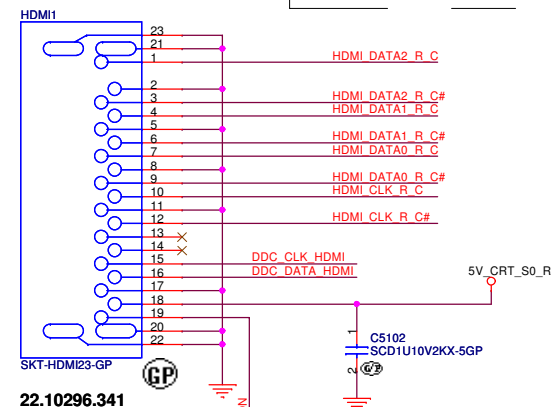 HDMI1
23
21
1
HDMI_DATA2_R_C
2
3
HDMI_DATA2_R_C#
4
HDMI_DATA1_R_C
5
6
HDMI_DATA1_R_C#
7
HDMI_DATA0_R_C
8
9
HDMI_DATA0_R_C#
10
HDMI_CLK_R_C
11
12
HDMI_CLK_R_C#
13
14
15
DDC_CLK_HDMI
16
DDC_DATA_HDMI
5V_CRT_S0_R
17
18
19
20
22
1
C5102
SCD1U10V2KX-5GP
2
G/P
SKT-HDMI23-GP
GP
22.10296.341